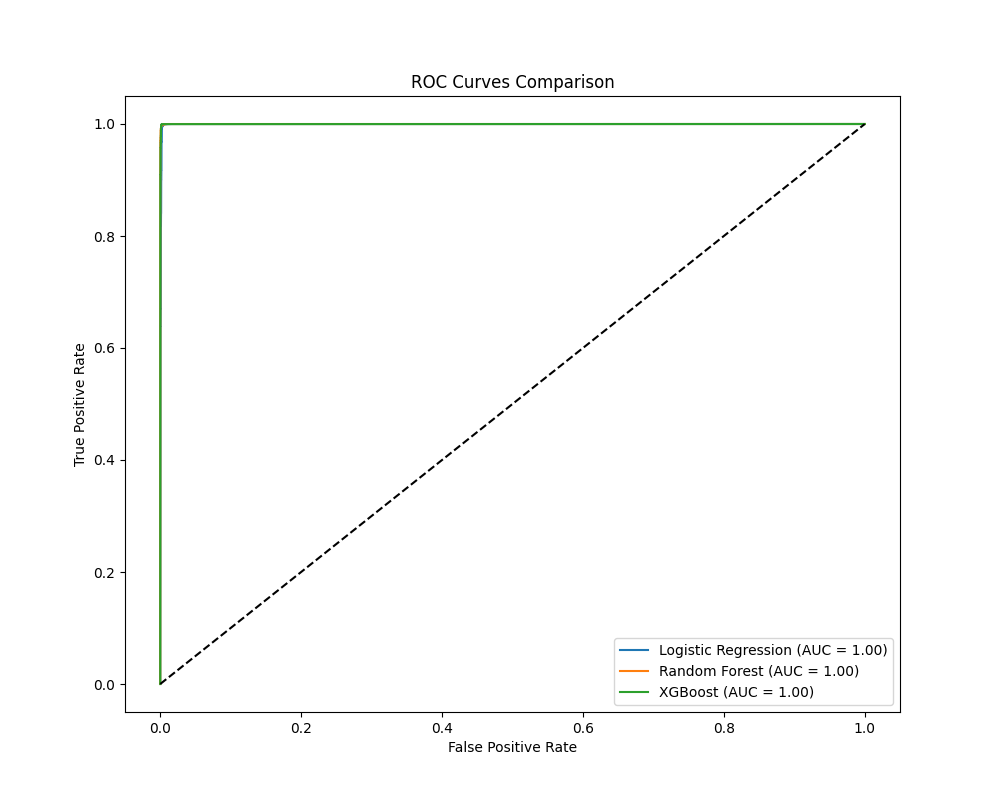 ROC Curves Comparison
True Positive Rate
1.0
0.8
0.6
0.4
0.2
0.0
Logistic Regression (AUC = 1.00)
Random Forest (AUC = 1.00)
XGBoost (AUC = 1.00)
0.0 0.2 0.4 0.6 0.8 1.0
False Positive Rate